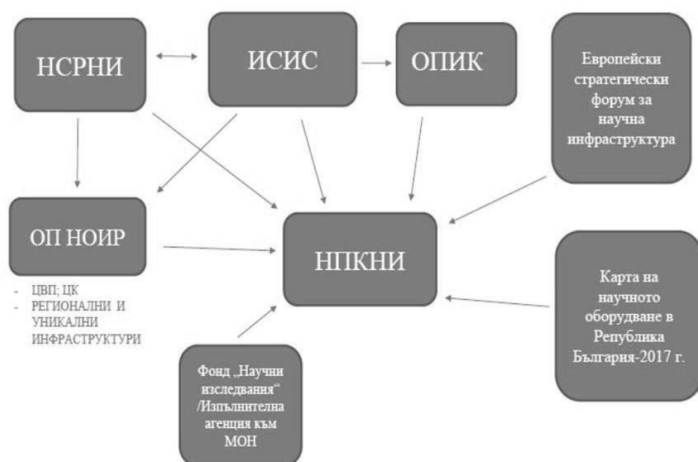 НСРНИ
ИСИС
ОПИК
Европейски
стратегически
форум за
научна
инфраструктура
ОП НОИР
НПКНИ
- ЦВП; ЦК
- РЕГИОНАЛНИ И
УНИКАЛНИ
ИНФРАСТРУКТУРИ
Карта на
научното
оборудване в
Република
България-2017 г.
Фонд „Научни
изследвания“
/Изпълнителна
агенция към
МОН